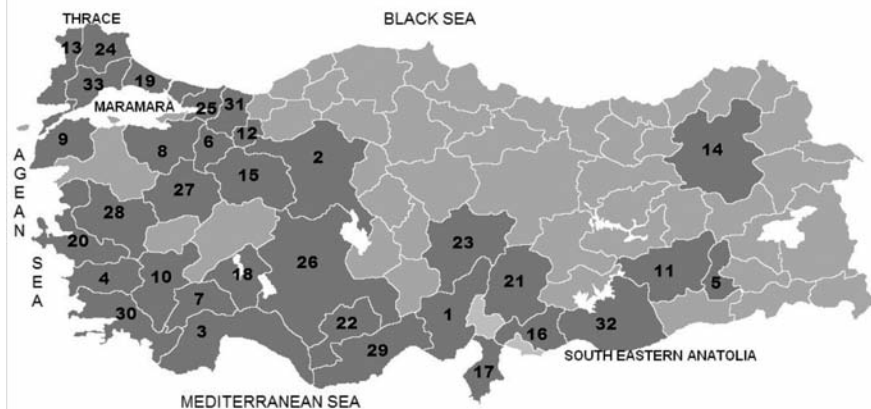 THRACE
BLACK SEA
13 24
33 19
MARAMARA 25 31
9 12
8 6 2
14
15
27
28
20
23
26
11
4 10 18 21 5
7
30 22 1
3 16 32
29
SOUTH EASTERN ANATOLIA
17
MEDITERRANEAN SEA
AGEAN SEA